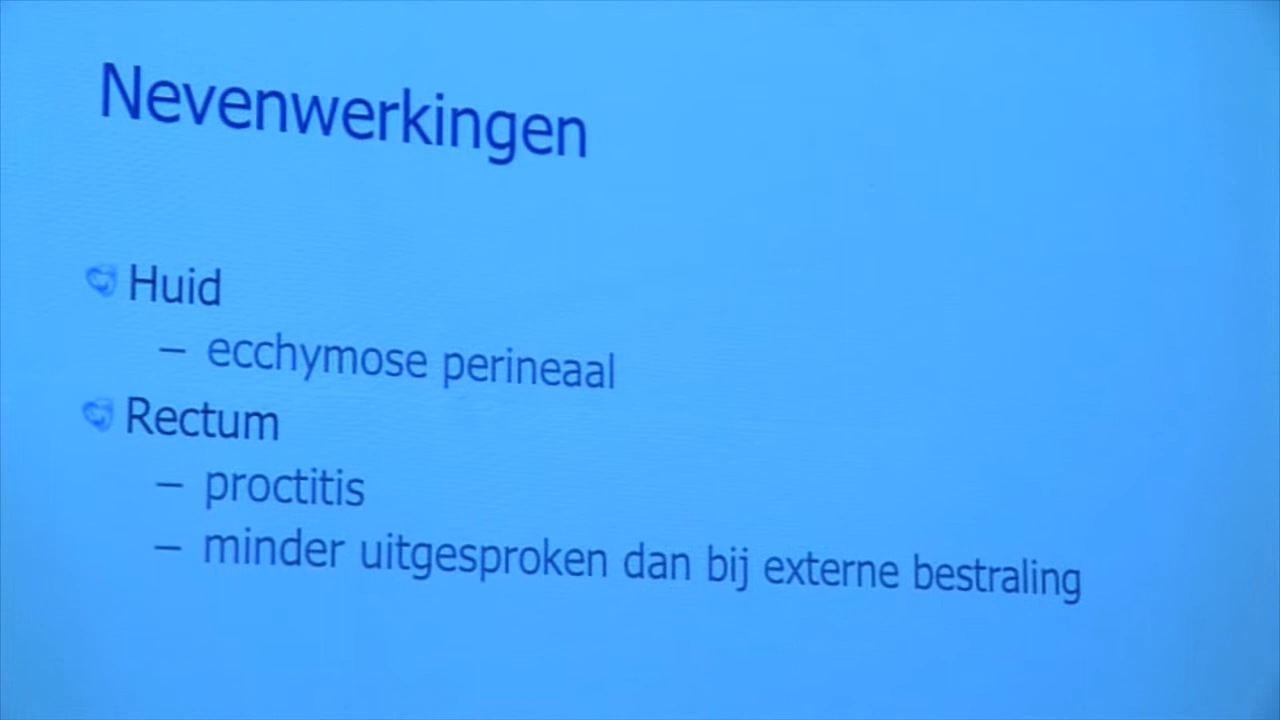 Nevenwerkingen
Huid
– ecchymose perineaal
Rectum
– proctitis
– minder uitgesproken dan bij externe bestraling